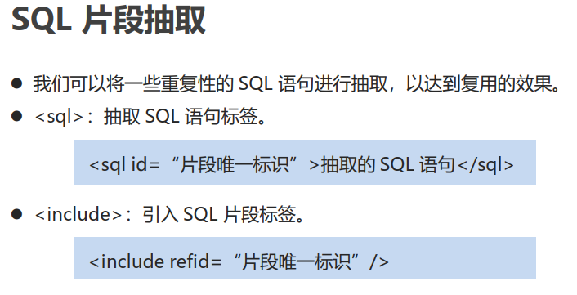 SQL 片段抽取
● 我们可以将一些重复性的 SQL 语句进行抽取，以达到复用的效果。
● <sql>：抽取 SQL 语句标签。
<sql id=“片段唯一标识”>抽取的 SQL 语句</sql>
● <include>：引入 SQL 片段标签。
<include refid=“片段唯一标识”/>